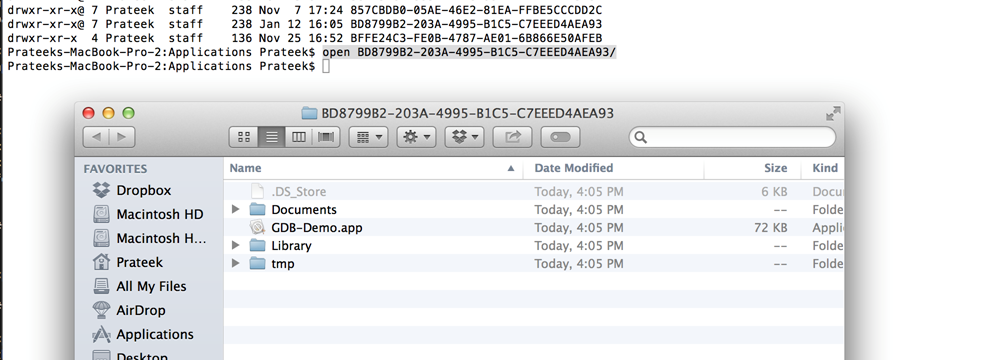 drwxr-xr-x@ 7 Prateek staff 238 Nov 7 17:24 857CBDB0-05AE-46E2-81EA-FFBE5CCCDD2C
drwxr-xr-x@ 7 Prateek staff 238 Jan 12 16:05 BD8799B2-203A-4995-B1C5-C7EEED4AEA93
drwxr-xr-x 4 Prateek staff 136 Nov 25 16:52 BFFE24C3-FE0B-4787-AE01-6B866E50AFEB
Prateeks-MacBook-Pro-2:Applications Prateek$ open BD8799B2-203A-4995-B1C5-C7EEED4AEA93/
Prateeks-MacBook-Pro-2:Applications Prateek$
BD8799B2-203A-4995-B1C5-C7EEED4AEA93
FAVORITES
Dropbox
Macintosh HD
Macintosh H...
Prateek
All My Files
AirDrop
Applications
Desktop
Name Date Modified Size Kind
.DS_Store Today, 4:05 PM 6 KB Docu
Documents Today, 4:05 PM -- Folde
GDB-Demo.app Today, 4:05 PM 72 KB Appli
Library Today, 4:05 PM -- Folde
tmp Today, 4:05 PM -- Folde